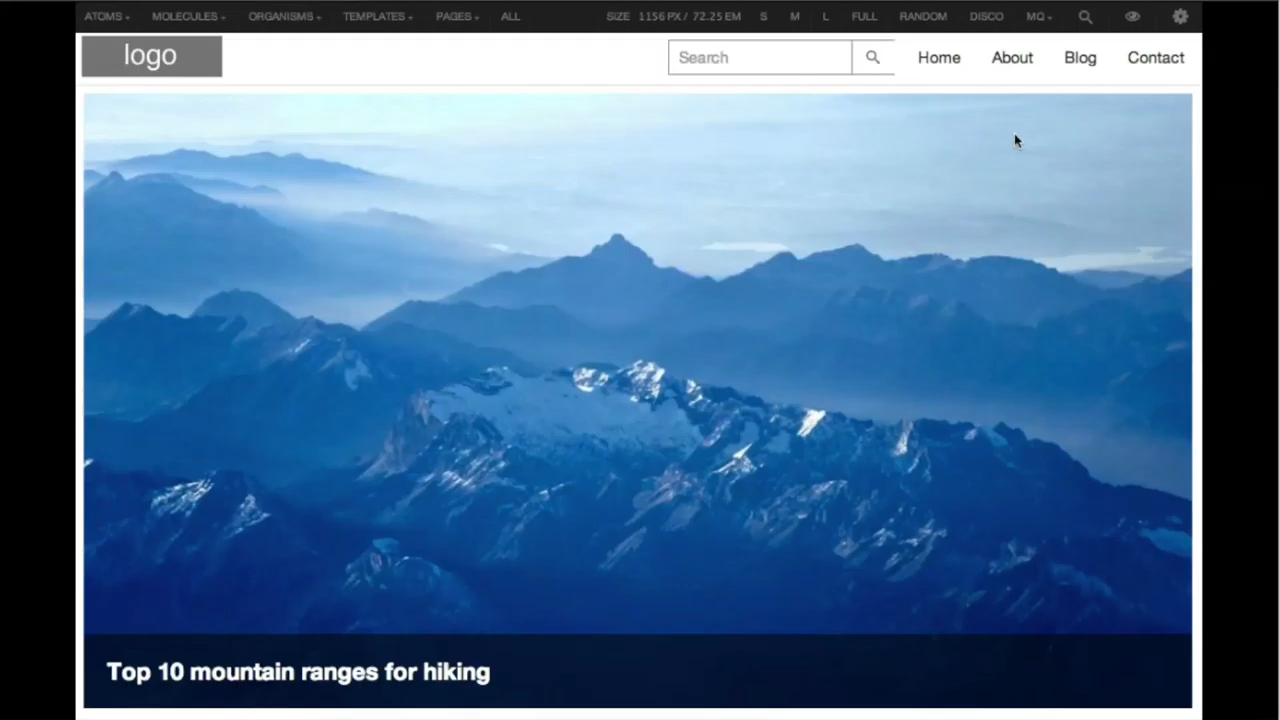 ATOMS MOLECULES ORGANISMS TEMPLATES PAGES ALL SIZE 1156 PX / 72.25 EM S M L FULL RANDOM DISCO MQ
logo Search Home About Blog Contact
Top 10 mountain ranges for hiking